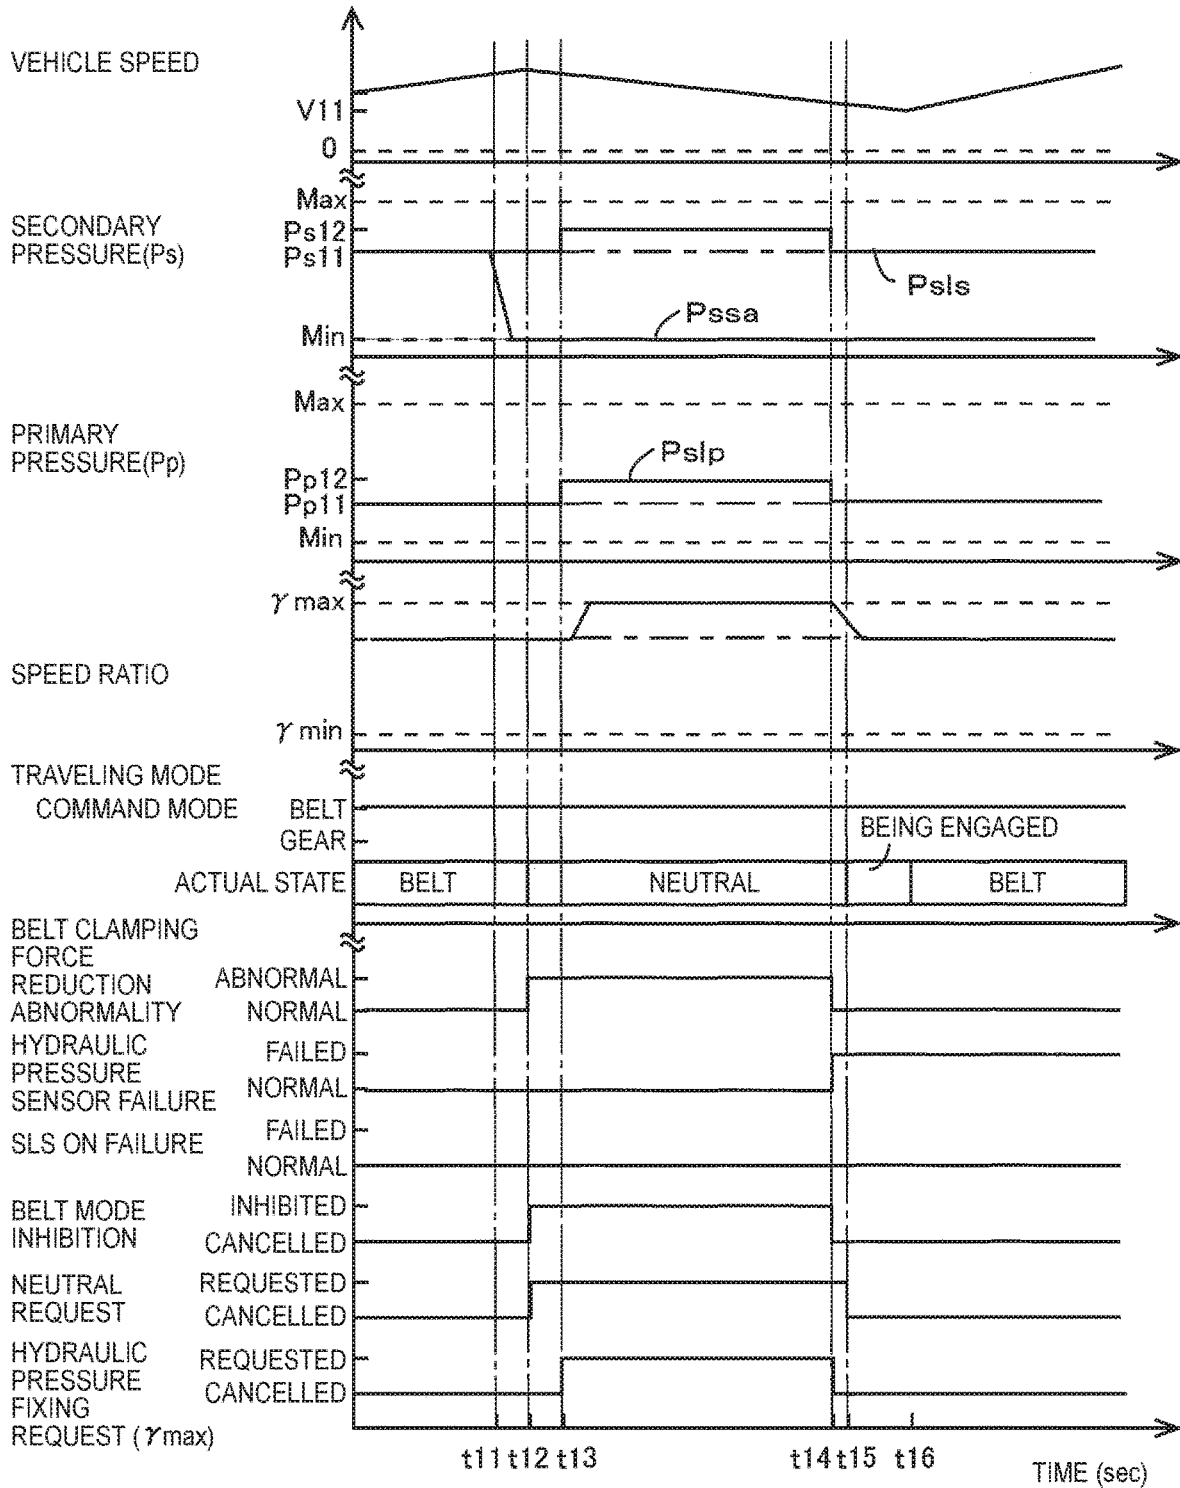 VEHICLE SPEED
V11
0
SECONDARY
PRESSURE(Ps)
Max
Ps12
Ps11
Min
Psls
Pssa
PRIMARY
PRESSURE(Pp)
Max
Pp12
Pp11
Min
Pslp
SPEED RATIO
γ max
γ min
TRAVELING MODE
COMMAND MODE
BELT
GEAR
BEING ENGAGED
ACTUAL STATE
BELT
NEUTRAL
BELT
BELT CLAMPING
FORCE
REDUCTION
ABNORMALITY
ABNORMAL
NORMAL
HYDRAULIC
PRESSURE
SENSOR FAILURE
FAILED
NORMAL
SLS ON FAILURE
FAILED
NORMAL
BELT MODE
INHIBITION
INHIBITED
CANCELLED
NEUTRAL
REQUEST
REQUESTED
CANCELLED
HYDRAULIC
PRESSURE
FIXING
REQUEST (γmax)
REQUESTED
CANCELLED
t11 t12 t13 t14 t15 t16
TIME (sec)